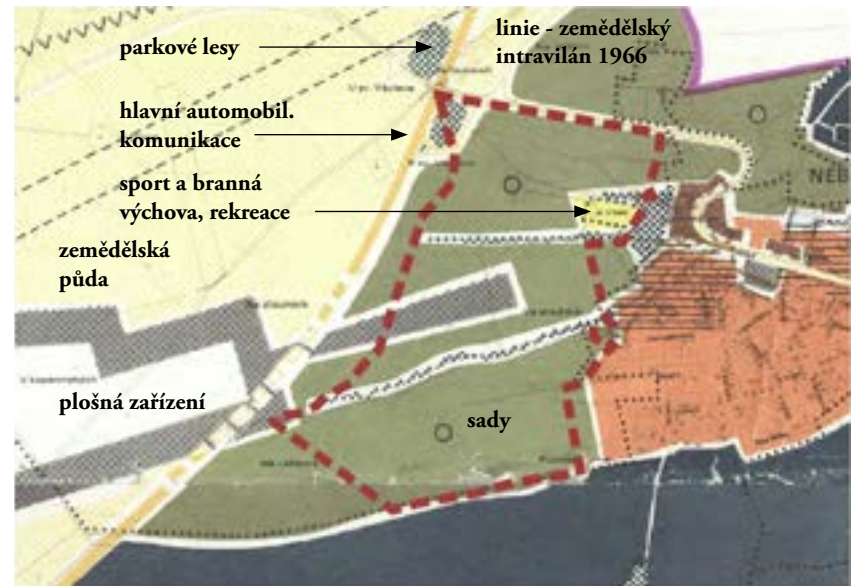 parkové lesy
linie - zemědělský
intravilán 1966
hlavní automobil.
komunikace
sport a branná
výchova, rekreace
zemědělská
půda
plošná zařízení
sady
NEB